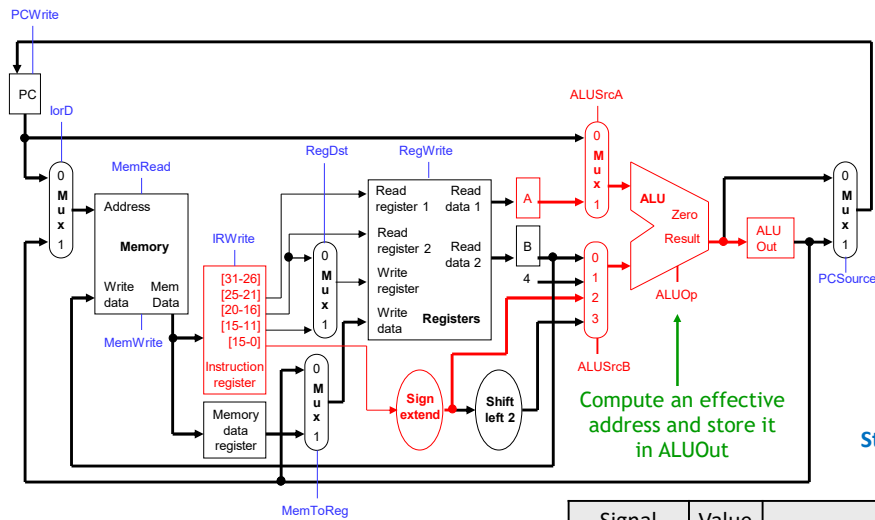 PCWrite
PC
IorD
0
M
u
x
1
MemRead
Address
Memory
Write
data
Mem
Data
MemWrite
IRWrite
[31-26]
[25-21]
[20-16]
[15-11]
[15-0]
Instruction
register
Memory
data
register
RegDst
0
M
u
x
1
0
M
u
x
1
MemToReg
RegWrite
Read
register 1
Read
data 1
Read
register 2
Read
data 2
Write
register
Write
data
Registers
Sign
extend
Shift
left 2
A
B
4
ALUSrcA
0
M
u
x
1
0
1
2
3
ALUSrcB
ALU
Zero
Result
ALUOp
ALU
Out
0
M
u
x
1
PCSource
Compute an effective
address and store it
in ALUOut
Signal
Value